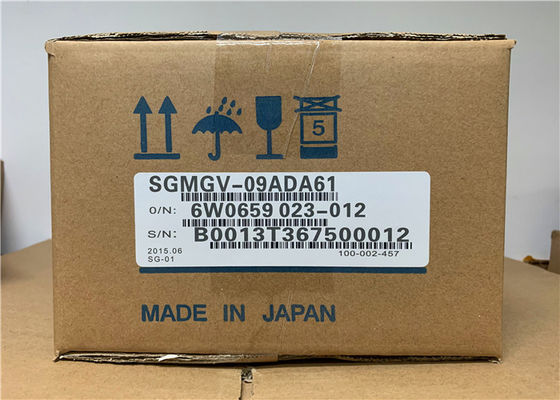 5
SGMGV-09ADA61
O/N: 6W0659 023-012
S/N: B0013T367500012
2015.06
SG-01
100-002-457
MADE IN JAPAN